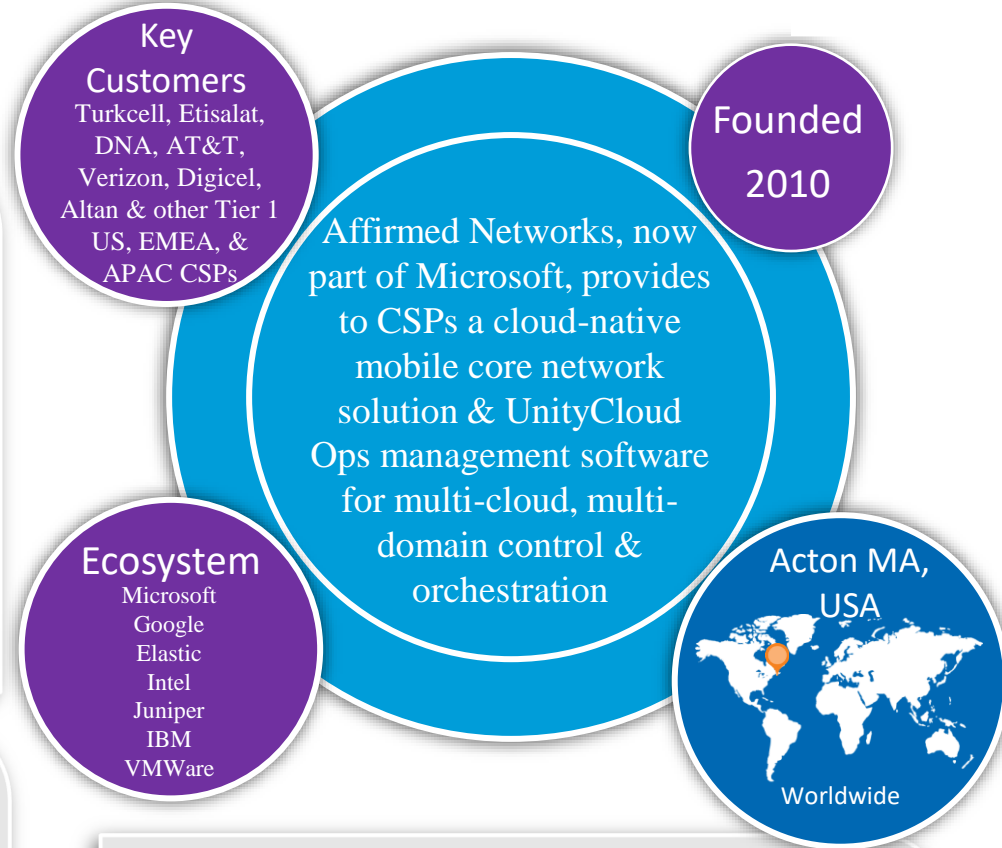 Key
Customers
Turkcell, Etisalat,
DNA, AT&T,
Verizon, Digicel,
Altan & other Tier 1
US, EMEA, &
APAC CSPs
Founded
2010
Affirmed Networks, now
part of Microsoft, provides
to CSPs a cloud-native
mobile core network
solution & UnityCloud
Ops management software
for multi-cloud, multi-
domain control &
orchestration
Ecosystem
Microsoft
Google
Elastic
Intel
Juniper
IBM
VMWare
Acton MA,
USA
Worldwide